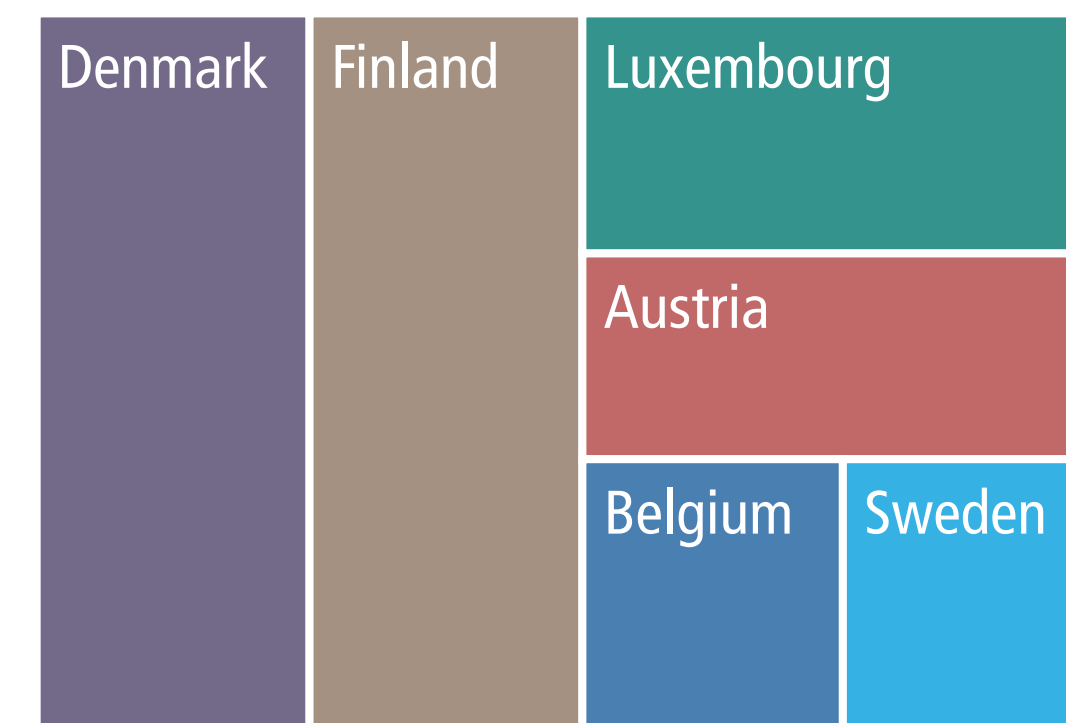 Denmark
Finland
Luxembourg
Austria
Belgium
Sweden